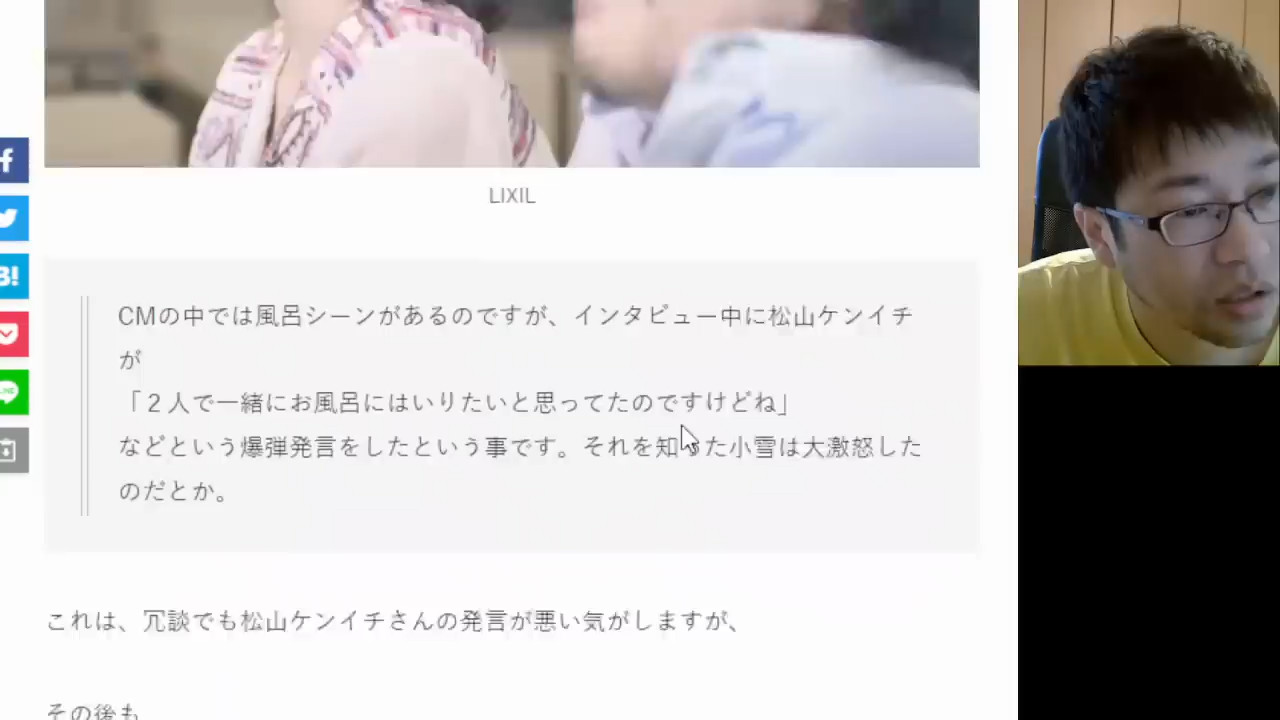 LIXIL
CMの中では風呂シーンがあるのですが、インタビュー中に松山ケンイチ
が
「２人で一緒にお風呂にはいりたいと思ってたのですけどね」
などという爆弾発言をしたという事です。それを知った小雪は大激怒した
のだとか。
これは、冗談でも松山ケンイチさんの発言が悪い気がしますが、
その後も
B!
LINE